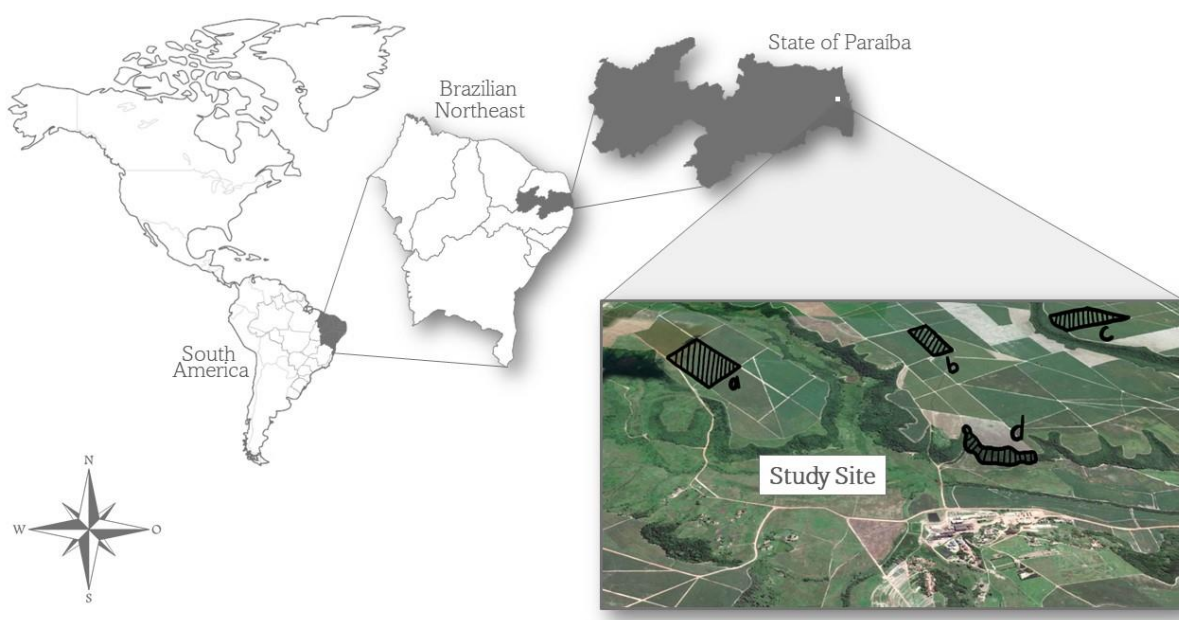 State of Paraíba
Brazilian
Northeast
South
America
a
b
c
d
Study Site
N
W
O
S